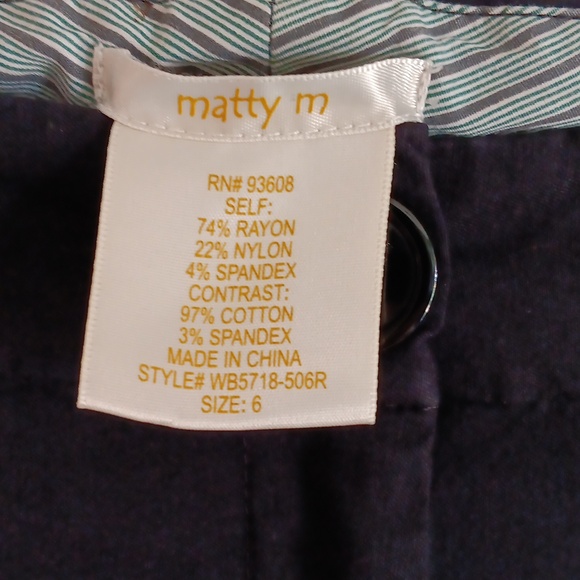 matty m
RN# 93608
SELF:
74% RAYON
22% NYLON
4% SPANDEX
CONTRAST:
97% COTTON
3% SPANDEX
MADE IN CHINA
STYLE# WB5718-506R
SIZE: 6